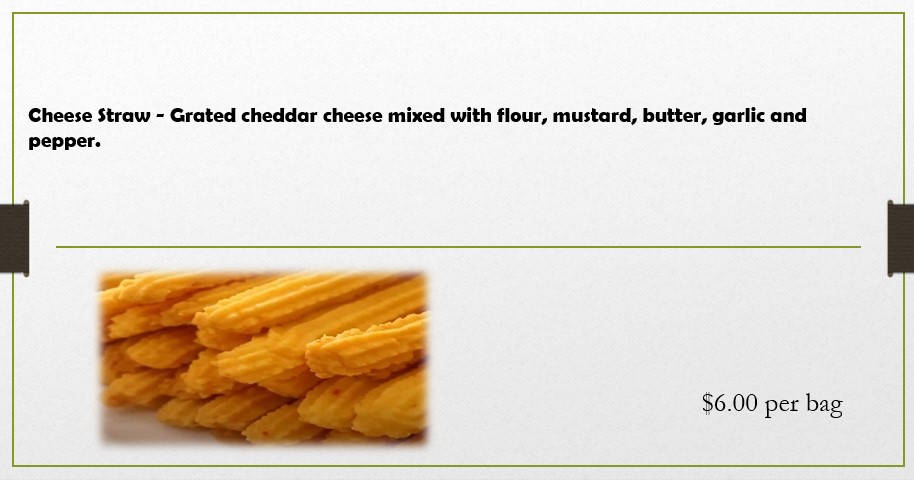 Cheese Straw - Grated cheddar cheese mixed with flour, mustard, butter, garlic and
pepper.
$6.00 per bag